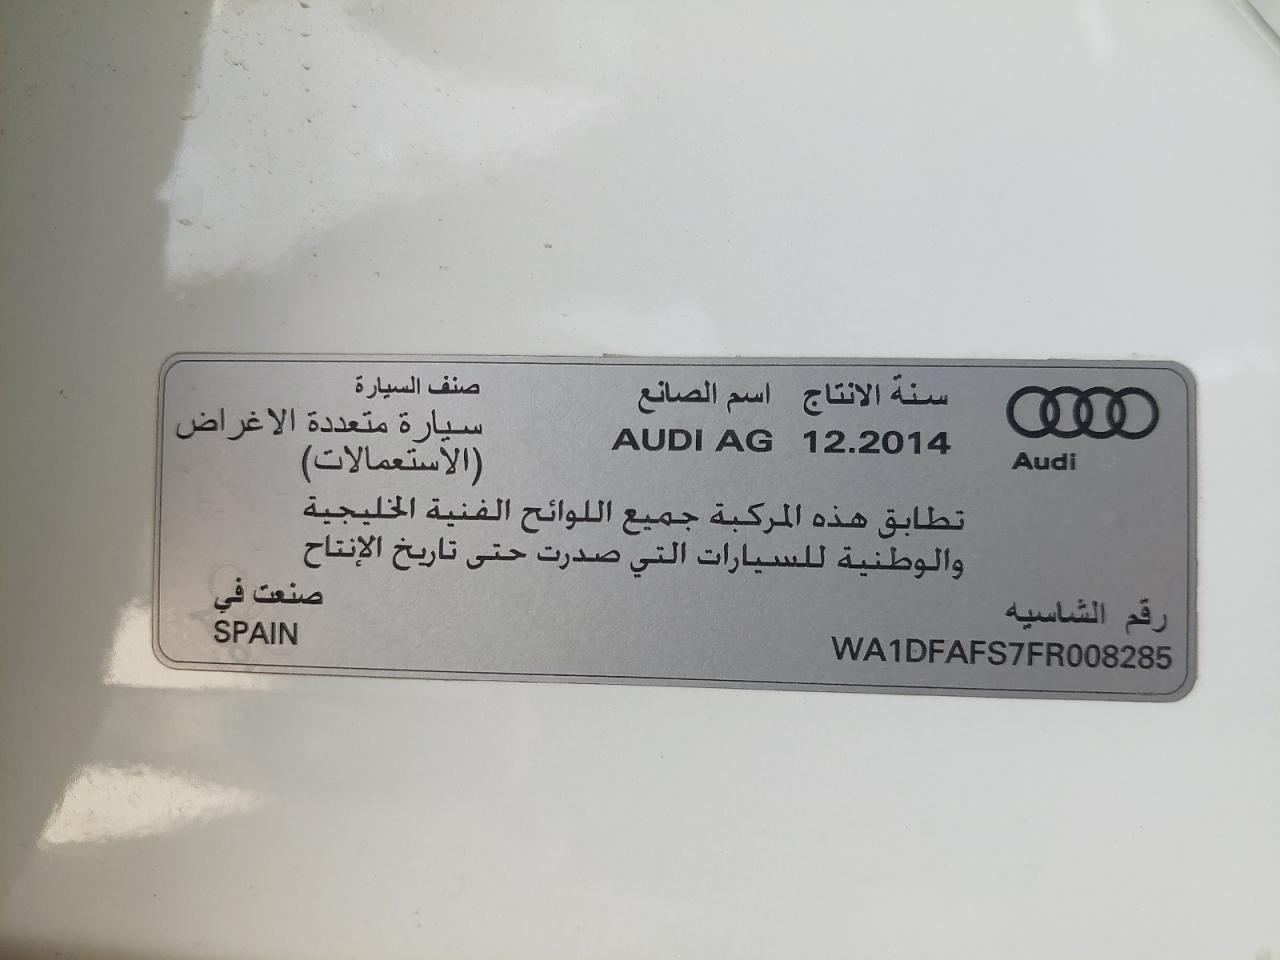 Audi
سنة الانتاج
12.2014
اسم الصانع
AUDI AG
صنف السيارة
سيارة متعددة الاغراض
(الاستعمالات)
تطابق هذه المركبة جميع اللوائح الفنية الخليجية
والوطنية للسيارات التي صدرت حتى تاريخ الإنتاح
رقم الشاسيه
WA1DFAFS7FR008285
صنعت في
SPAIN